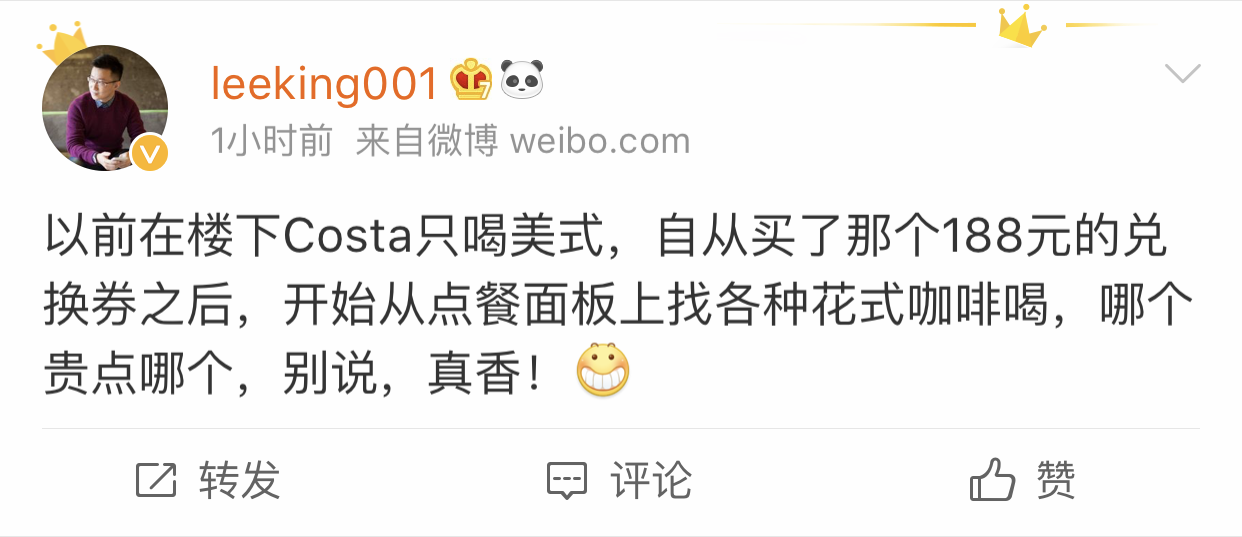 leeking001
1小时前 来自微博 weibo.com
以前在楼下Costa只喝美式，自从买了那个188元的兑
换券之后，开始从点餐面板上找各种花式咖啡喝，哪个
贵点哪个，别说，真香！
转发
评论
赞